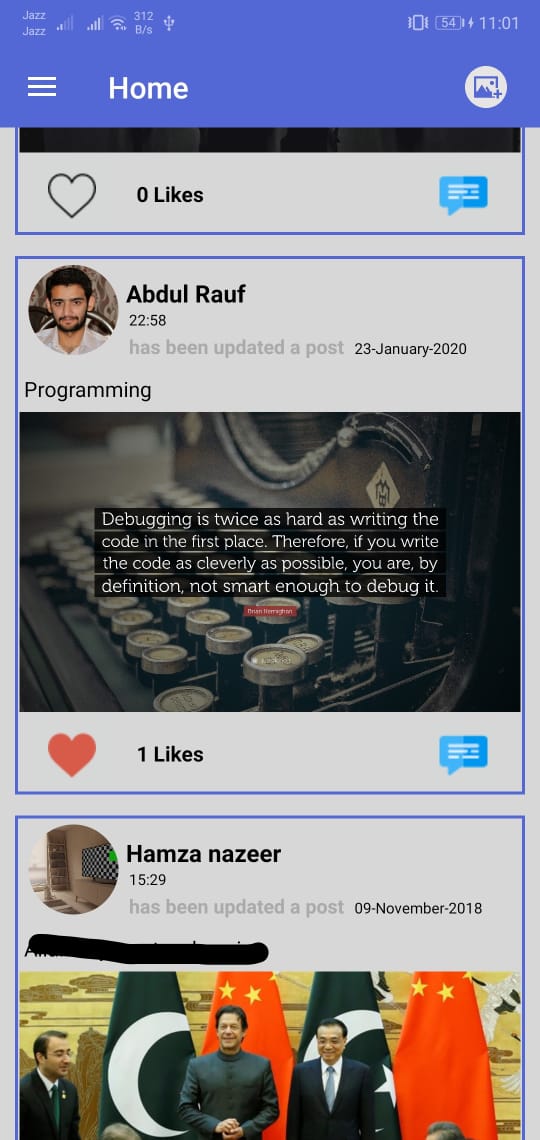 Jazz
Jazz
312
B/s
54
11:01
Home
0 Likes
Abdul Rauf
22:58
has been updated a post 23-January-2020
Programming
Debugging is twice as hard as writing the
code in the first place. Therefore, if you write
the code as cleverly as possible, you are, by
definition, not smart enough to debug it.
Brian Kernighan
1 Likes
Hamza nazeer
15:29
has been updated a post 09-November-2018